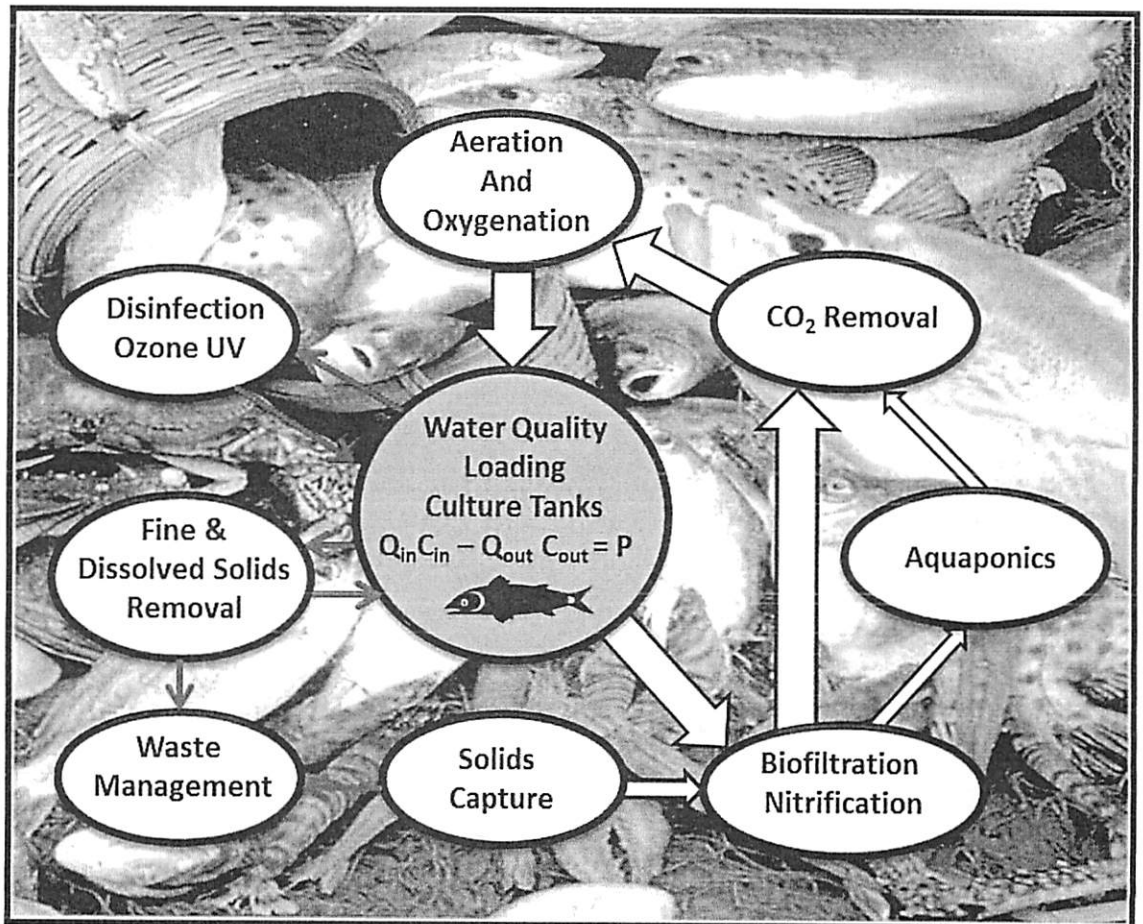 Aeration
And
Oxygenation
Disinfection
Ozone UV
CO₂ Removal
Water Quality
Loading
Culture Tanks
QinCin – Qout Cout = P
Fine &
Dissolved Solids
Removal
Aquaponics
Waste
Management
Solids
Capture
Biofiltration
Nitrification